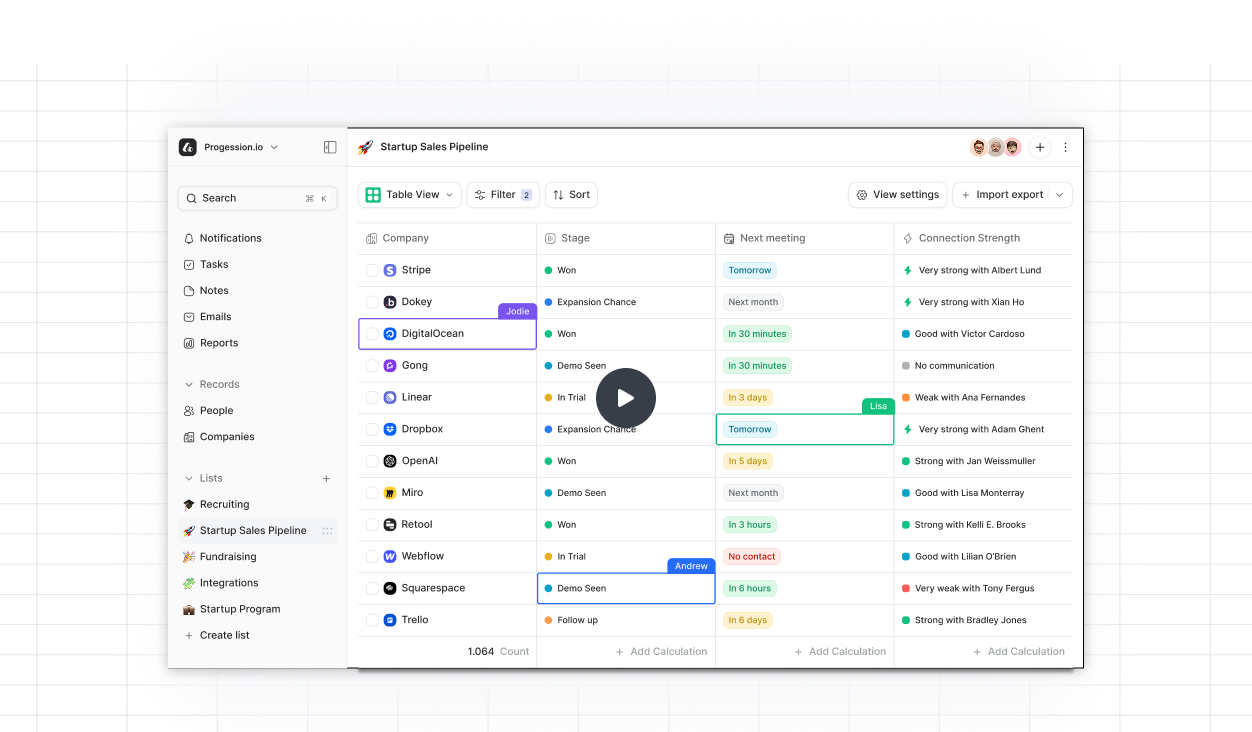 Progession.io
Startup Sales Pipeline
Search ⌘ K
Table View Filter 2 Sort View settings Import export
Notifications
Tasks
Notes
Emails
Reports
Records
People
Companies
Lists
Recruiting
Startup Sales Pipeline
Fundraising
Integrations
Startup Program
Create list
Company Stage Next meeting Connection Strength
Stripe Won Tomorrow Very strong with Albert Lund
Dokey Expansion Chance Next month Very strong with Xian Ho
Jodie
DigitalOcean Won In 30 minutes Good with Victor Cardoso
Gong Demo Seen In 30 minutes No communication
Linear In Trial In 3 days Weak with Ana Fernandes
Lisa
Dropbox Expansion Chance Tomorrow Very strong with Adam Ghent
OpenAI Won In 5 days Strong with Jan Weissmuller
Miro Demo Seen Next month Good with Lisa Monterray
Retool Won In 3 hours Strong with Kelli E. Brooks
Webflow In Trial No contact Good with Lilian O'Brien
Andrew
Squarespace Demo Seen In 6 hours Very weak with Tony Fergus
Trello Follow up In 6 days Strong with Bradley Jones
1.064 Count Add Calculation Add Calculation Add Calculation